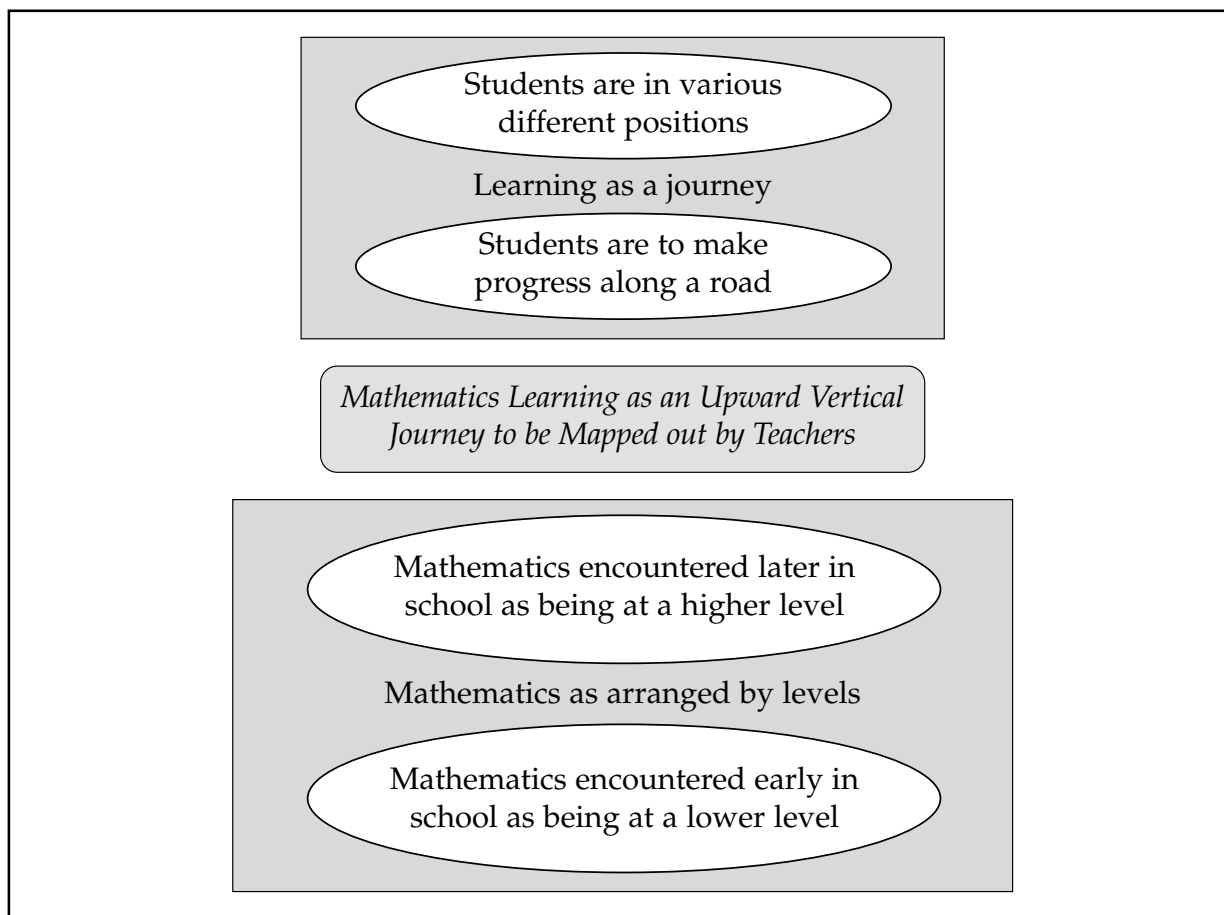 Students are in various
different positions
Learning as a journey
Students are to make
progress along a road
Mathematics Learning as an Upward Vertical
Journey to be Mapped out by Teachers
Mathematics encountered later in
school as being at a higher level
Mathematics as arranged by levels
Mathematics encountered early in
school as being at a lower level